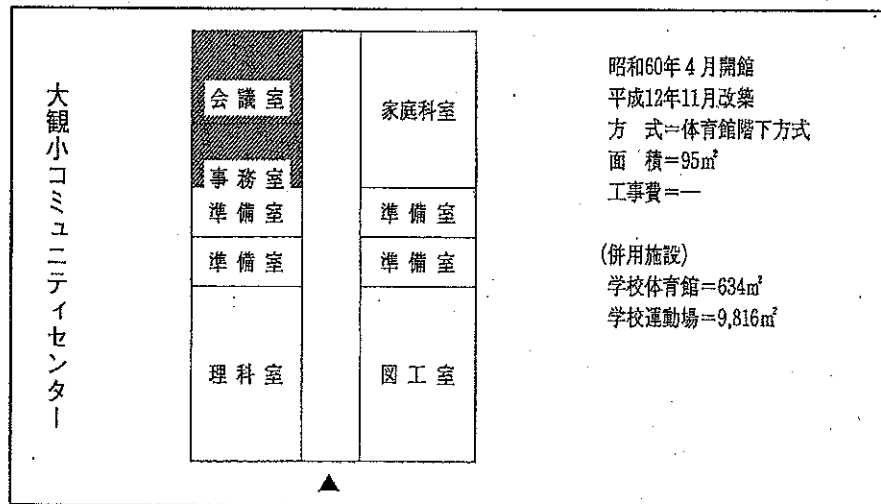 大観小コミュニティセンター
会議室
事務室
準備室
準備室
理科室
家庭科室
準備室
準備室
図工室
昭和60年4月開館
平成12年11月改築
方　式=体育館階下方式
面　積=95㎡
工事費=―
(併用施設)
学校体育館=634㎡
学校運動場=9,816㎡